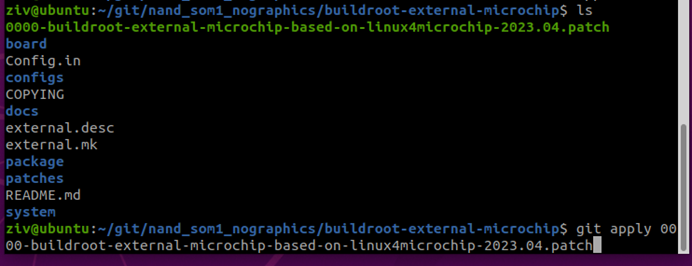 ziv@ubuntu:~/git/nand_som1_nographics/buildroot-external-microchip$ ls
0000-buildroot-external-microchip-based-on-linux4microchip-2023.04.patch
board
Config.in
configs
COPYING
docs
external.desc
external.mk
package
patches
README.md
system
ziv@ubuntu:~/git/nand_som1_nographics/buildroot-external-microchip$ git apply 00
00-buildroot-external-microchip-based-on-linux4microchip-2023.04.patch